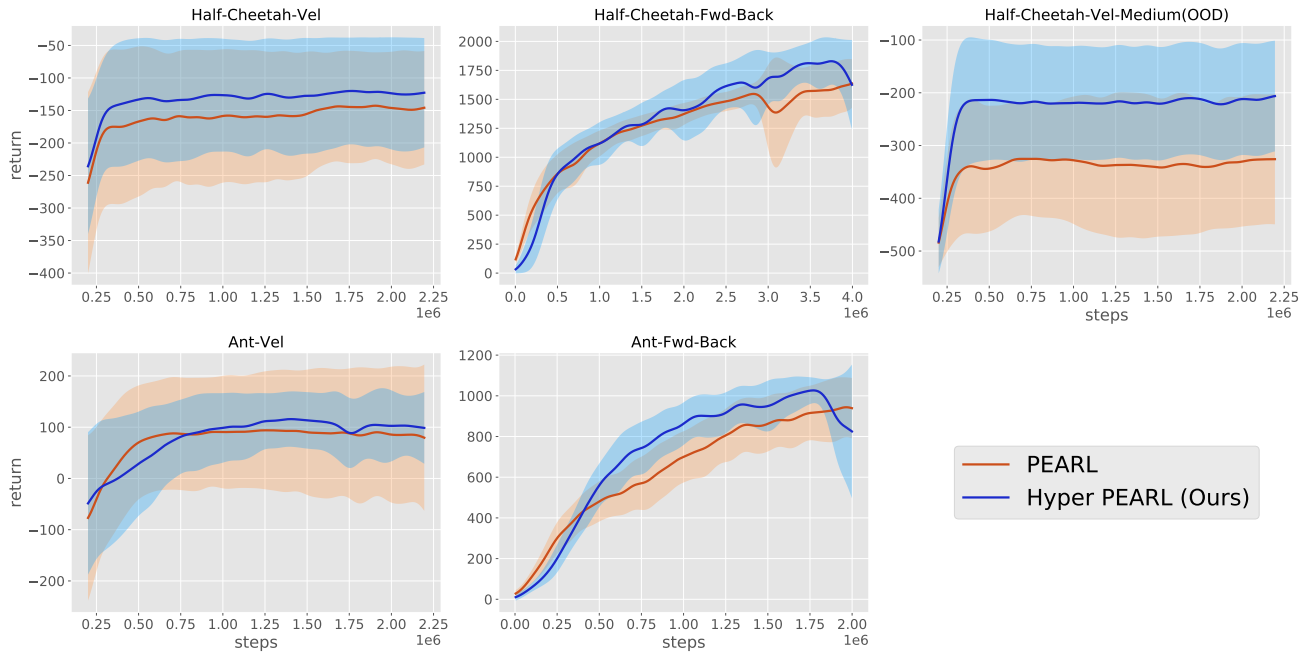 Half-Cheetah-Vel
Half-Cheetah-Fwd-Back
Half-Cheetah-Vel-Medium(OOD)
return
−50
−100
−150
−200
−250
−300
−350
−400
0.25 0.50 0.75 1.00 1.25 1.50 1.75 2.00 2.25
1e6
2000
1750
1500
1250
1000
750
500
250
0
0.0 0.5 1.0 1.5 2.0 2.5 3.0 3.5 4.0
1e6
−100
−200
−300
−400
−500
0.25 0.50 0.75 1.00 1.25 1.50 1.75 2.00 2.25
steps
1e6
Ant-Vel
Ant-Fwd-Back
return
200
100
0
−100
−200
0.25 0.50 0.75 1.00 1.25 1.50 1.75 2.00 2.25
steps
1e6
1200
1000
800
600
400
200
0
0.00 0.25 0.50 0.75 1.00 1.25 1.50 1.75 2.00
steps
1e6
PEARL
Hyper PEARL (Ours)